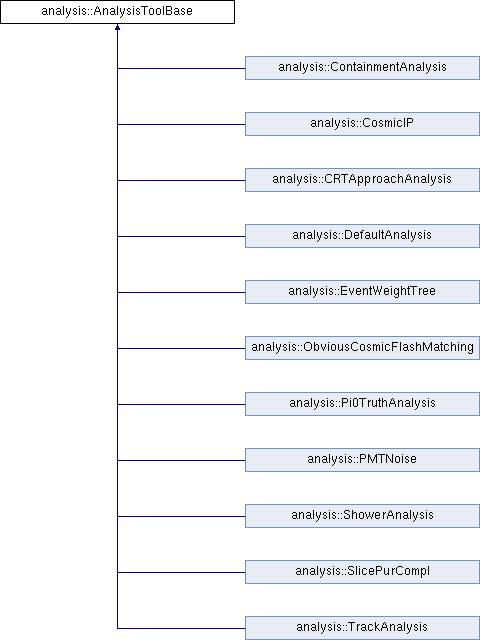 analysis::AnalysisToolBase
analysis::ContainmentAnalysis
analysis::CosmicIP
analysis::CRTApproachAnalysis
analysis::DefaultAnalysis
analysis::EventWeightTree
analysis::ObviousCosmicFlashMatching
analysis::Pi0TruthAnalysis
analysis::PMTNoise
analysis::ShowerAnalysis
analysis::SlicePurCompl
analysis::TrackAnalysis